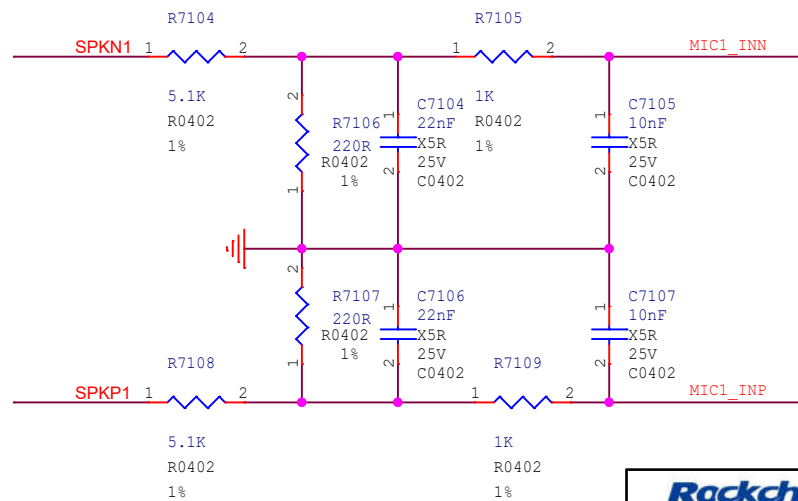 R7104
R7105
SPKN1 1 2
1 2 MIC1_INN
5.1K
R0402
1%
1K
R0402
1%
2
R7106
220R
R0402
1%
1
1
C7104
22nF
X5R
25V
C0402
2
1
C7105
10nF
X5R
25V
C0402
2
2
R7107
220R
R0402
1%
1
1
C7106
22nF
X5R
25V
C0402
2
1
C7107
10nF
X5R
25V
C0402
2
R7108
R7109
SPKP1 1 2
1 2 MIC1_INP
5.1K
R0402
1%
1K
R0402
1%
Rockch